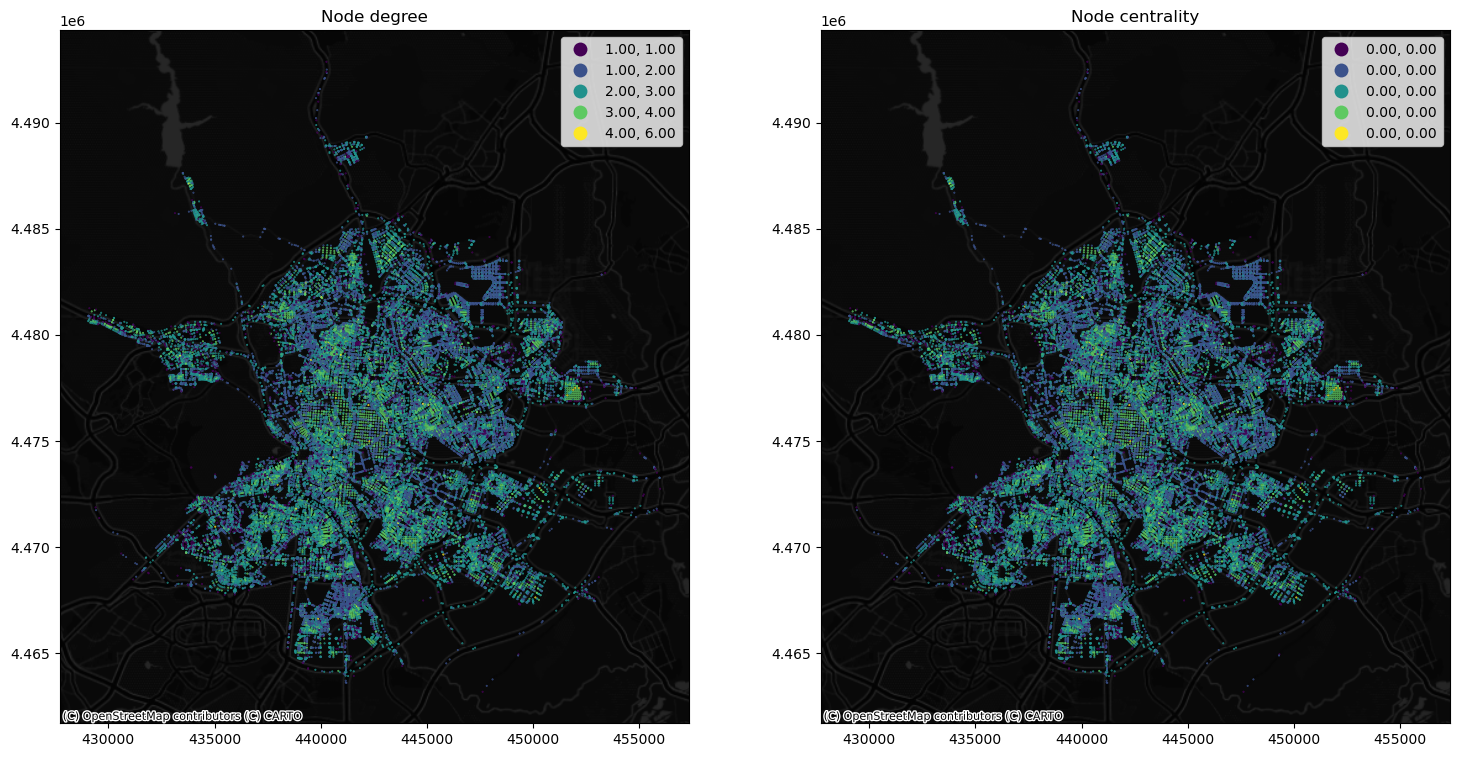 Node degree
1e6
1.00, 1.00
1.00, 2.00
2.00, 3.00
3.00, 4.00
4.00, 6.00
4.490
4.485
4.480
4.475
4.470
4.465
(C) OpenStreetMap contributors (C) CARTO
430000 435000 440000 445000 450000 455000
Node centrality
1e6
0.00, 0.00
0.00, 0.00
0.00, 0.00
0.00, 0.00
0.00, 0.00
4.490
4.485
4.480
4.475
4.470
4.465
(C) OpenStreetMap contributors (C) CARTO
430000 435000 440000 445000 450000 455000